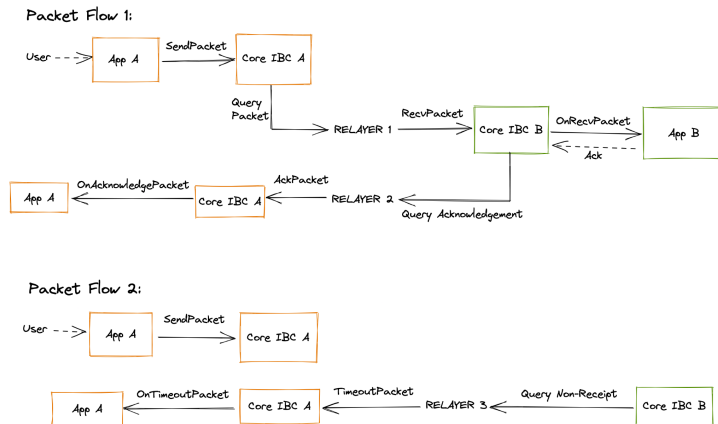 Packet Flow 1:
User
App A
SendPacket
Core IBC A
Query
Packet
RELAYER 1
RecvPacket
Core IBC B
OnRecvPacket
App B
Ack
App A
OnAcknowledgePacket
Core IBC A
AckPacket
RELAYER 2
Query Acknowledgement
Packet Flow 2:
User
App A
SendPacket
Core IBC A
App A
OnTimeoutPacket
Core IBC A
TimeoutPacket
RELAYER 3
Query Non-Receipt
Core IBC B